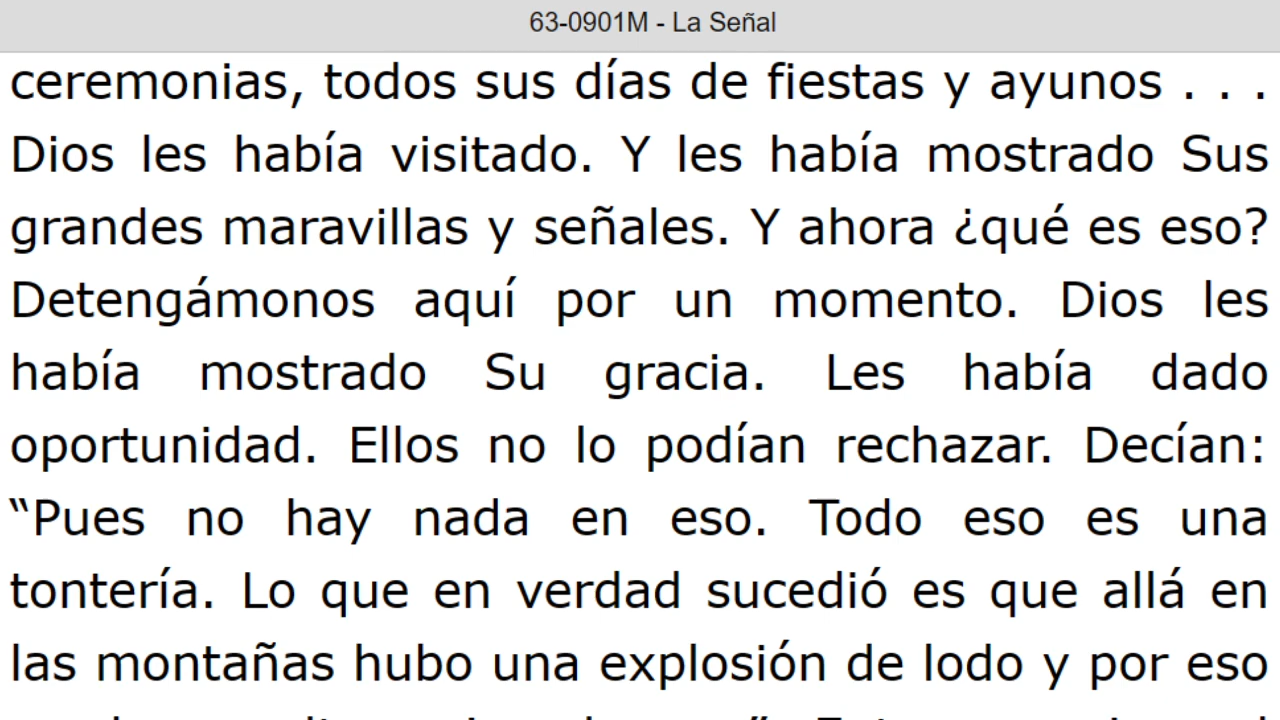 63-0901M - La Señal
ceremonias, todos sus días de fiestas y ayunos . . .
Dios les había visitado. Y les había mostrado Sus
grandes maravillas y señales. Y ahora ¿qué es eso?
Detengámonos aquí por un momento. Dios les
había mostrado Su gracia. Les había dado
oportunidad. Ellos no lo podían rechazar. Decían:
“Pues no hay nada en eso. Todo eso es una
tontería. Lo que en verdad sucedió es que allá en
las montañas hubo una explosión de lodo y por eso